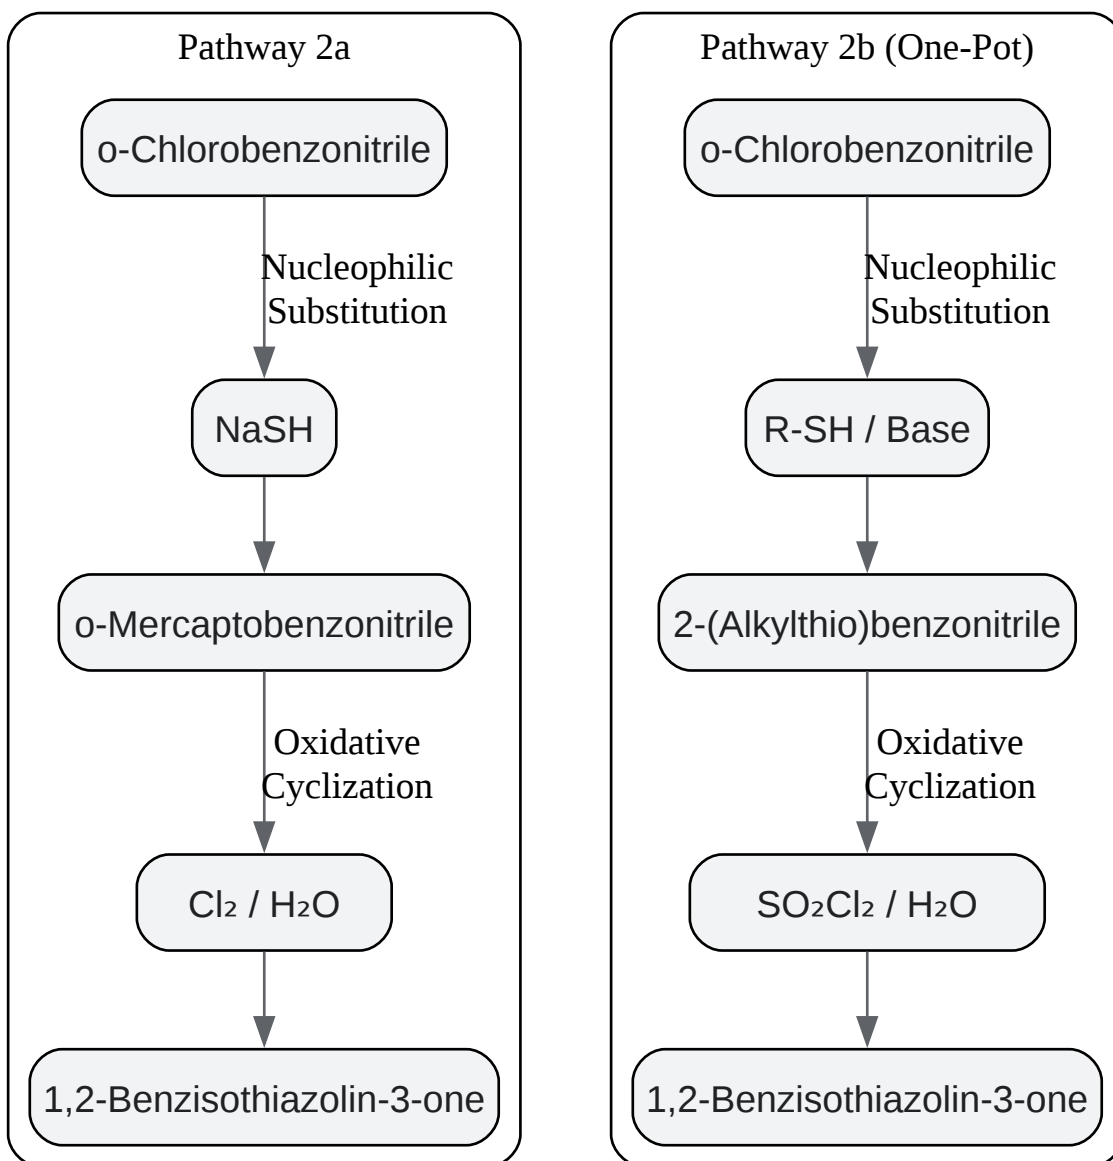 Pathway 2a
o-Chlorobenzonitrile
Nucleophilic
Substitution
NaSH
o-Mercaptobenzonitrile
Oxidative
Cyclization
Cl₂ / H₂O
1,2-Benzisothiazolin-3-one
Pathway 2b (One-Pot)
o-Chlorobenzonitrile
Nucleophilic
Substitution
R-SH / Base
2-(Alkylthio)benzonitrile
Oxidative
Cyclization
SO₂Cl₂ / H₂O
1,2-Benzisothiazolin-3-one